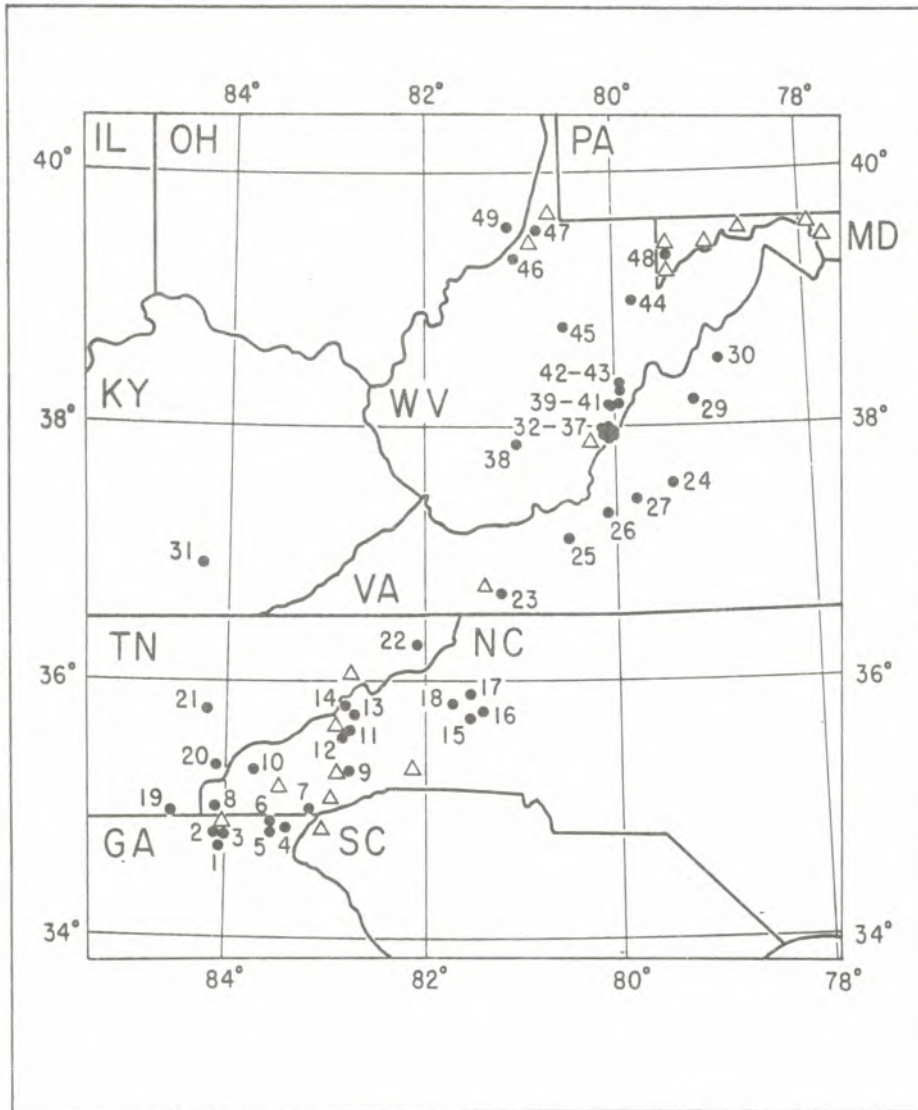 84° 82° 80° 78°
IL OH PA
40° 40°
49 47 MD
46 48
44
45
30
42-43
KY 39-41 29
WV
38° 32-37 38°
38 24
27
26
31 25
VA 23
TN 22 NC
36° 14 13 18 17 36°
21 16
12 11 15
20 10 9
19 8 6 7
GA 2 3 5 4 SC
1
34° 34°
84° 82° 80° 78°